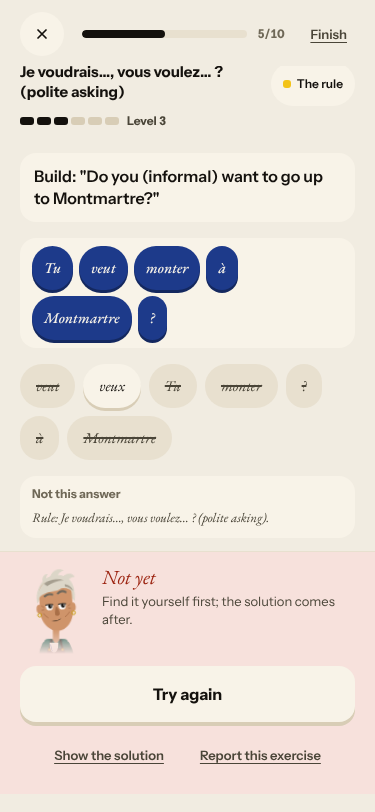 5/10
Finish
Je voudrais…, vous voulez… ?
(polite asking)
The rule
Level 3
Build: "Do you (informal) want to go up
to Montmartre?"
Tu veut monter à
Montmartre ?
veut veux Tu monter ?
à Montmartre
Not this answer
Rule: Je voudrais…, vous voulez… ? (polite asking).
Not yet
Find it yourself first; the solution comes
after.
Try again
Show the solution Report this exercise